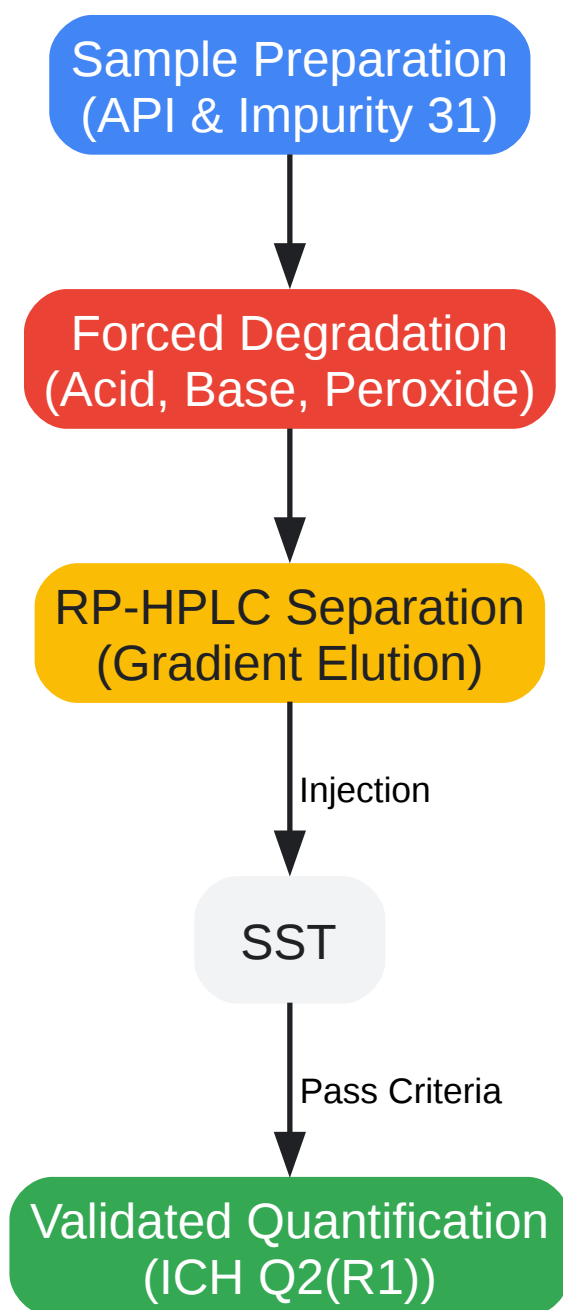 Sample Preparation
(API & Impurity 31)
Forced Degradation
(Acid, Base, Peroxide)
RP-HPLC Separation
(Gradient Elution)
Injection
SST
Pass Criteria
Validated Quantification
(ICH Q2(R1))